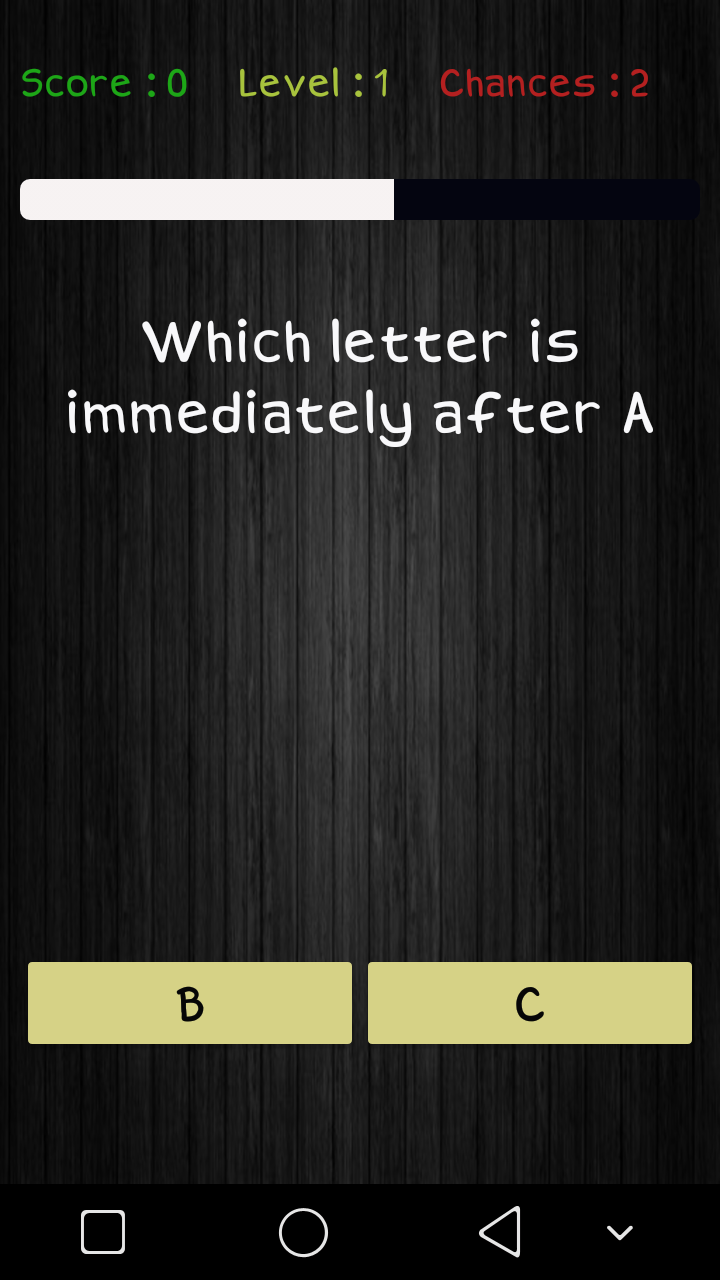 Score : 0 Level : 1 Chances : 2
Which letter is
immediately after A
B C